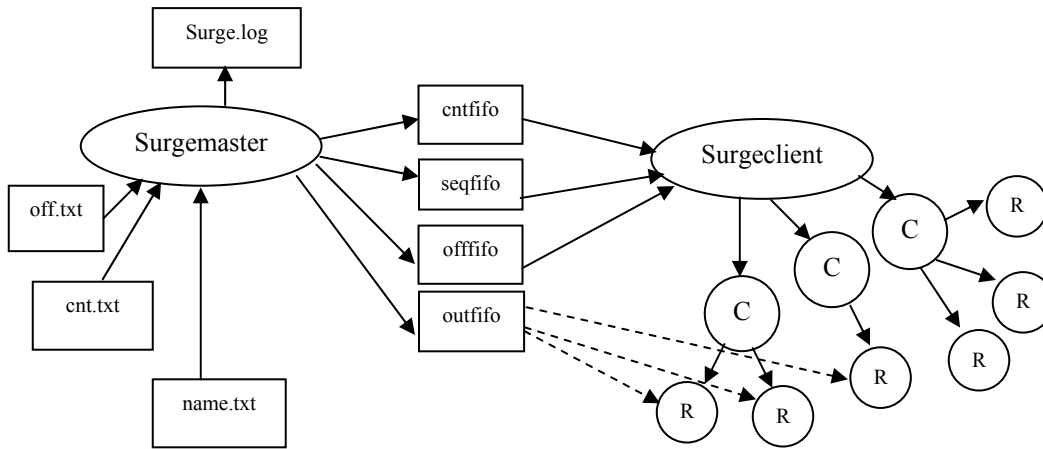 Surge.log
Surgemaster
off.txt
cnt.txt
name.txt
cntfifo
seqfifo
offfifo
outfifo
Surgeclient
C
C
C
R
R
R
R
R
R